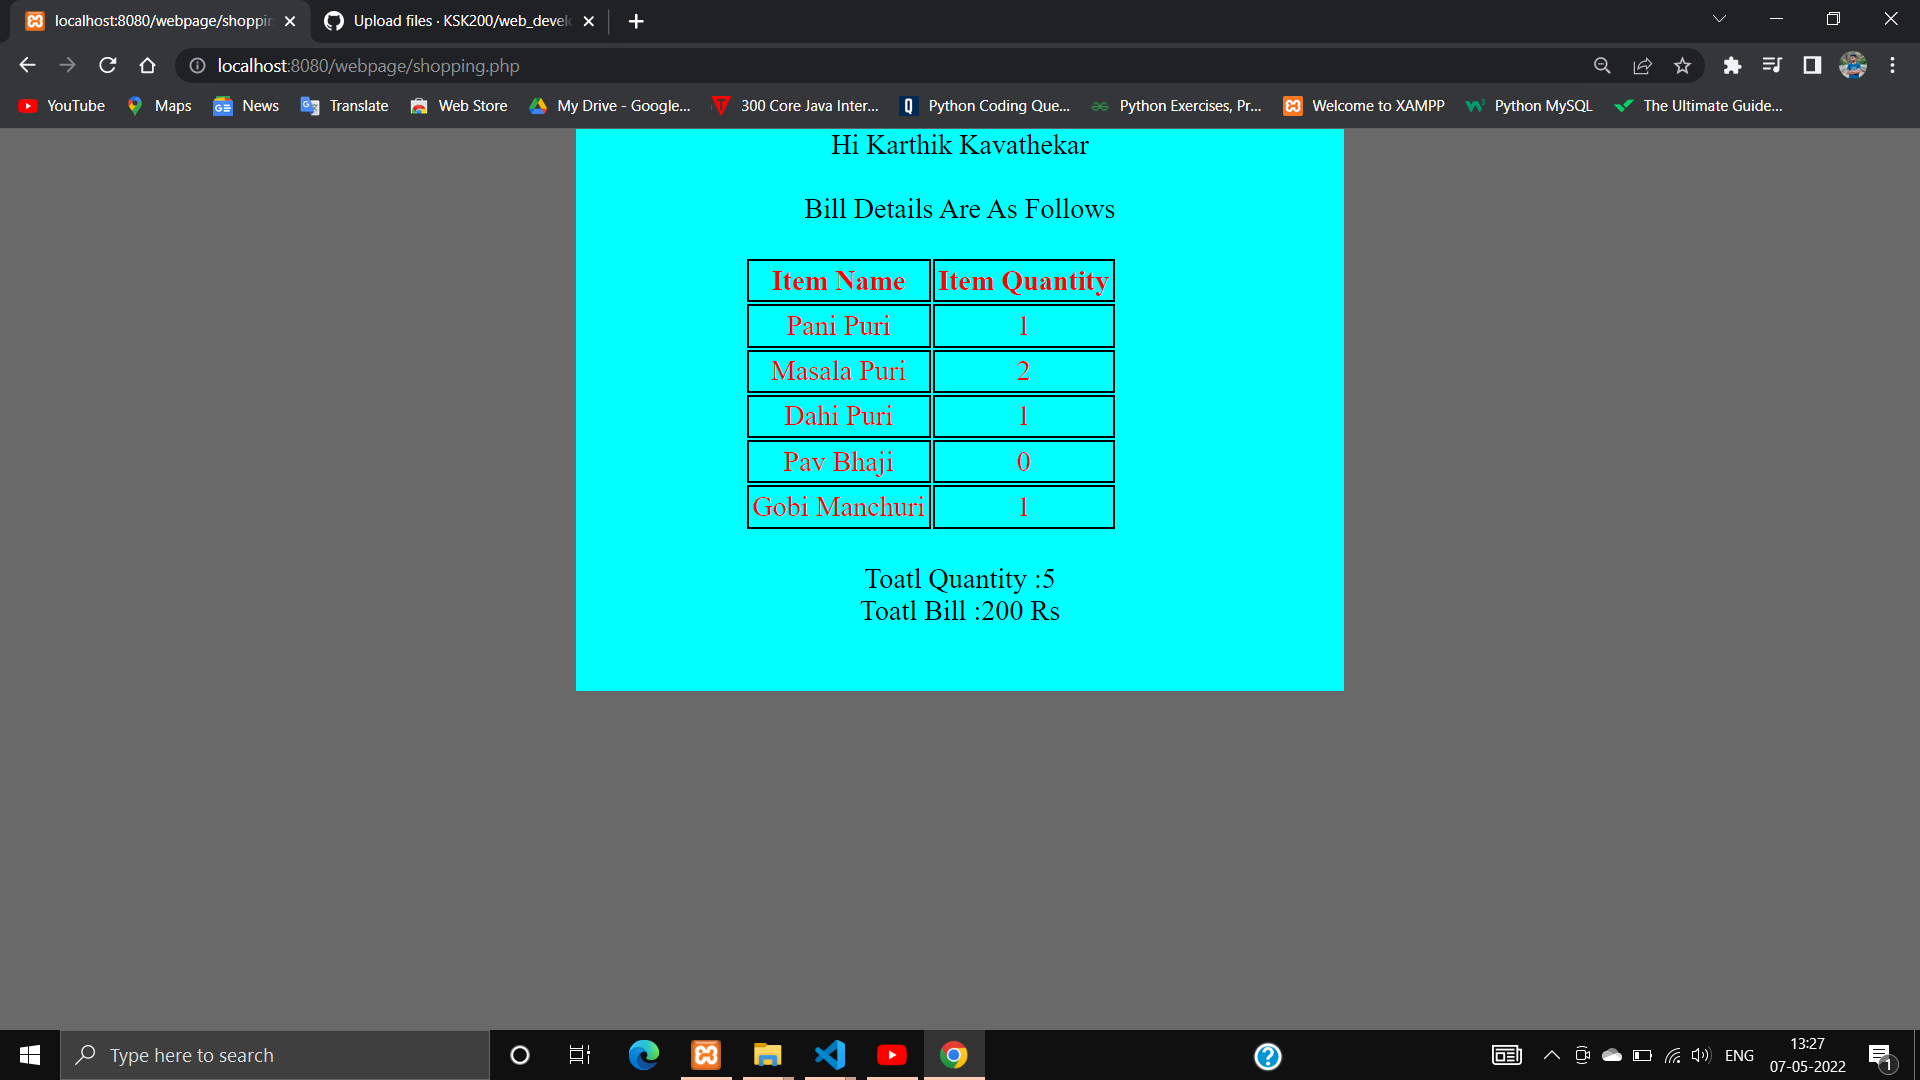 localhost:8080/webpage/shoppin
Upload files · KSK200/web_develo
localhost:8080/webpage/shopping.php
YouTube Maps News Translate Web Store My Drive - Google... 300 Core Java Inter... Python Coding Que... Python Exercises, Pr... Welcome to XAMPP Python MySQL The Ultimate Guide...
Hi Karthik Kavathekar
Bill Details Are As Follows
Item Name Item Quantity
Pani Puri 1
Masala Puri 2
Dahi Puri 1
Pav Bhaji 0
Gobi Manchuri 1
Toatl Quantity :5
Toatl Bill :200 Rs
Type here to search
ENG
13:27
07-05-2022
1